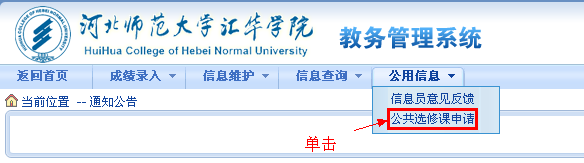 河北师范大学汇华学院
HuiHua College of Hebei Normal University
教务管理系统
返回首页 成绩录入 信息维护 信息查询 公用信息
当前位置 -- 通知公告
信息员意见反馈
公共选修课申请
单击